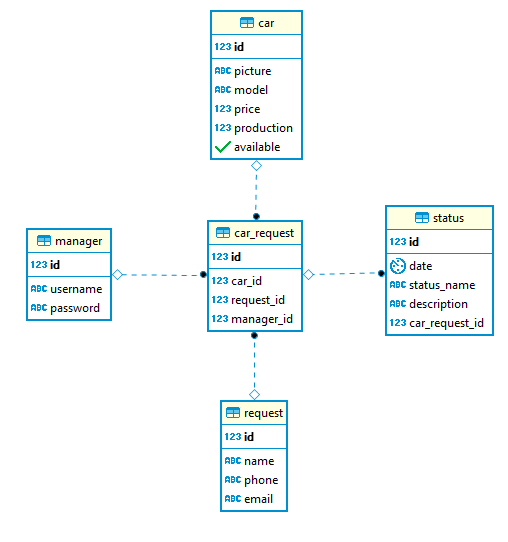 car
123 id
ABC picture
ABC model
123 price
123 production
available
manager
123 id
ABC username
ABC password
car_request
123 id
123 car_id
123 request_id
123 manager_id
status
123 id
date
ABC status_name
ABC description
123 car_request_id
request
123 id
ABC name
ABC phone
ABC email